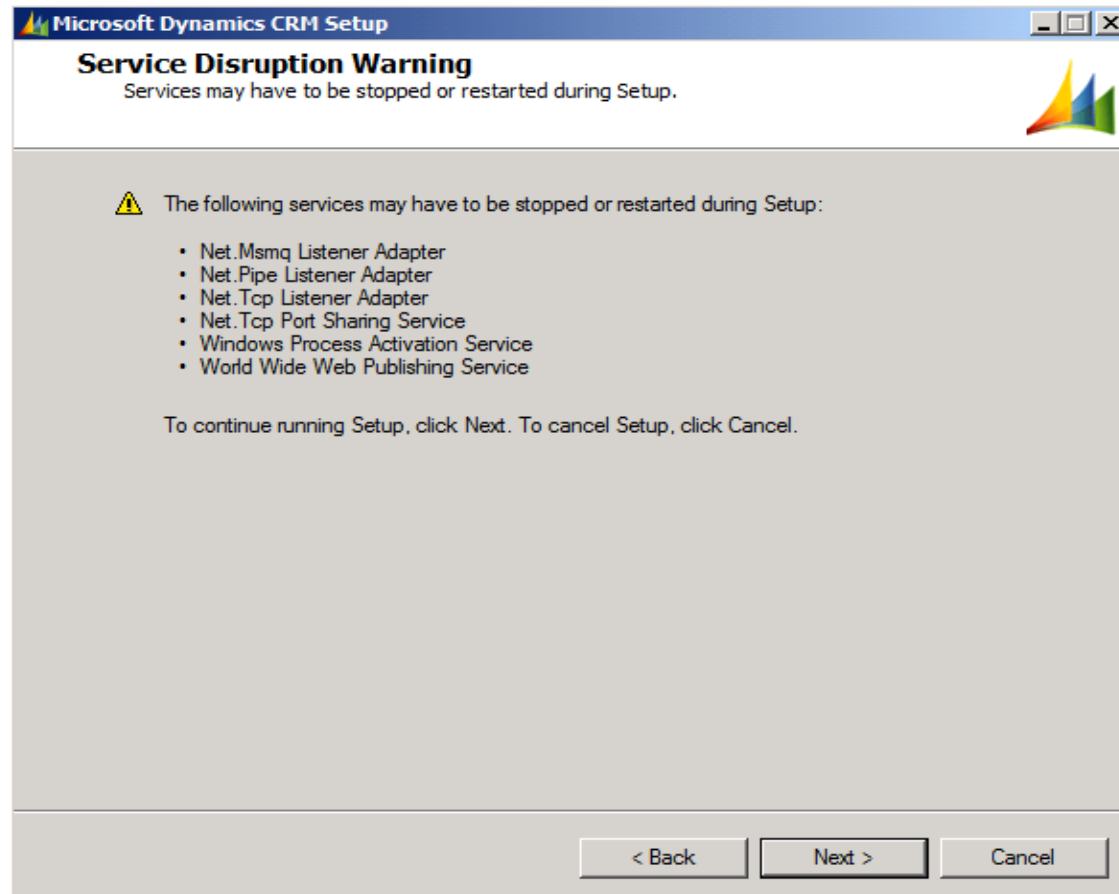 Microsoft Dynamics CRM Setup
Service Disruption Warning
Services may have to be stopped or restarted during Setup.
The following services may have to be stopped or restarted during Setup:
• Net.Msmq Listener Adapter
• Net.Pipe Listener Adapter
• Net.Tcp Listener Adapter
• Net.Tcp Port Sharing Service
• Windows Process Activation Service
• World Wide Web Publishing Service
To continue running Setup, click Next. To cancel Setup, click Cancel.
< Back Next > Cancel